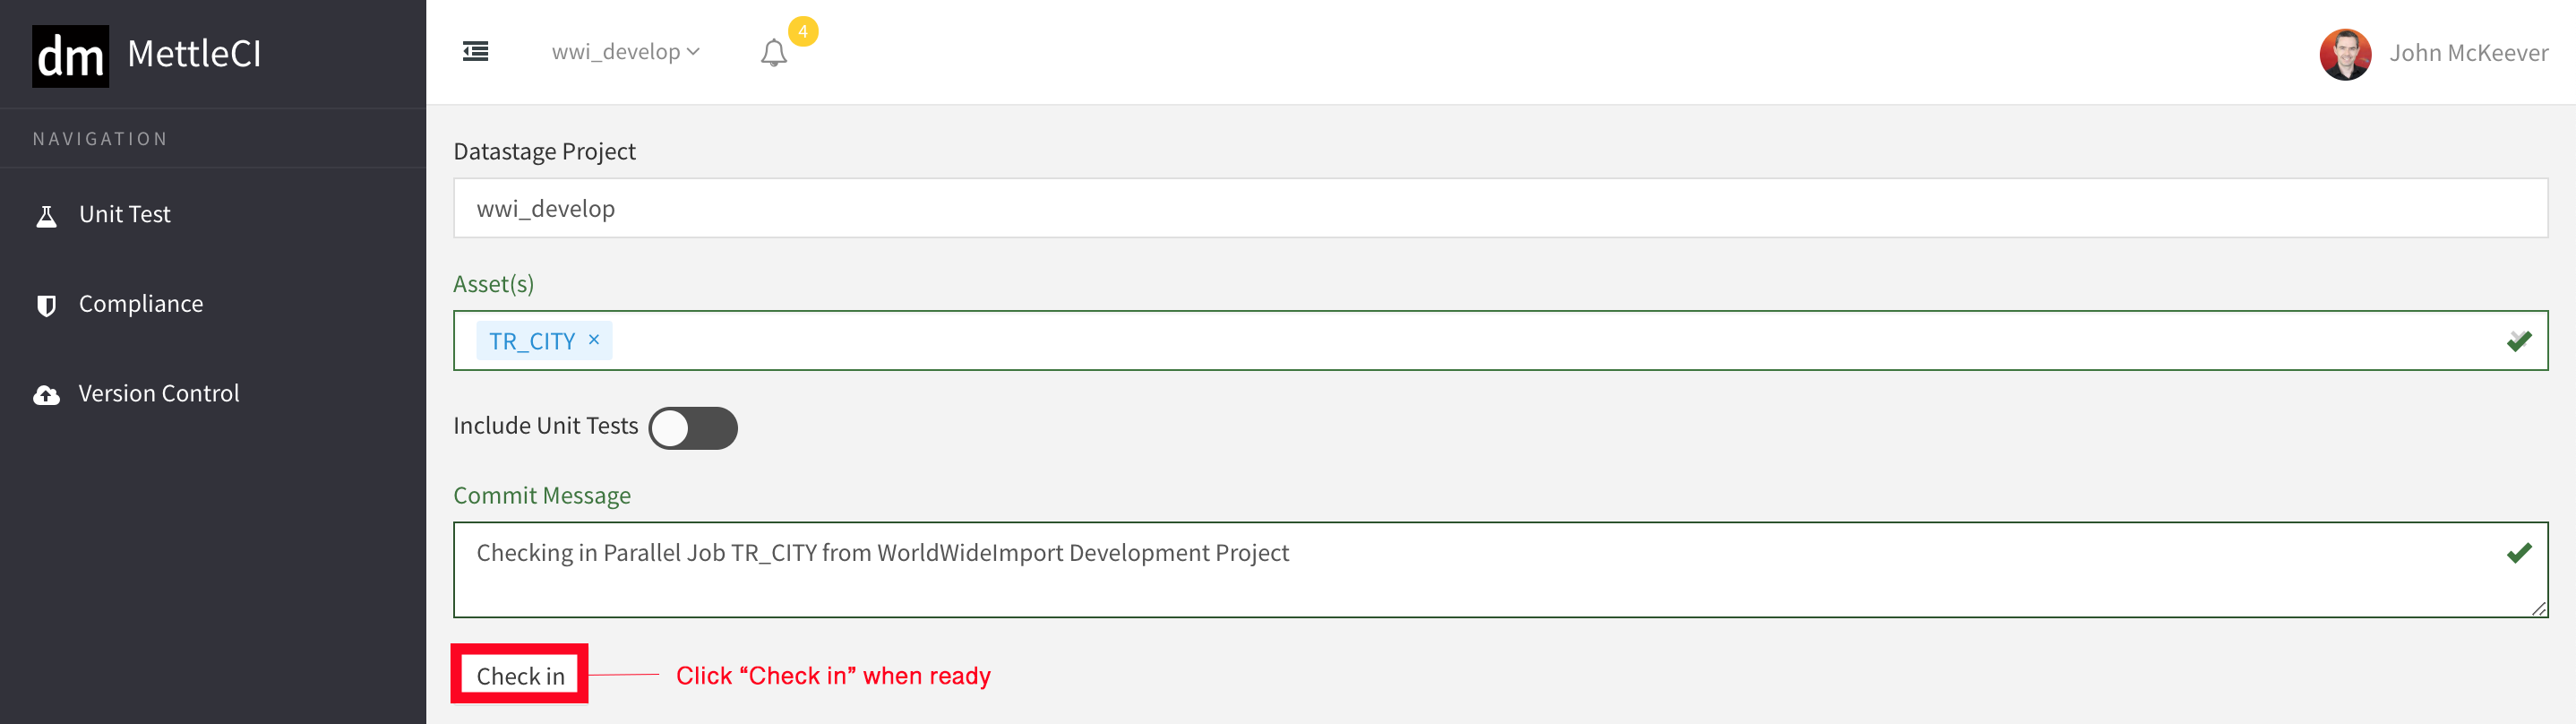 dm MettleCI
NAVIGATION
Unit Test
Compliance
Version Control
wwi_develop
4
John McKeever
Datastage Project
wwi_develop
Asset(s)
TR_CITY ×
Include Unit Tests
Commit Message
Checking in Parallel Job TR_CITY from WorldWideImport Development Project
Check in
Click “Check in” when ready